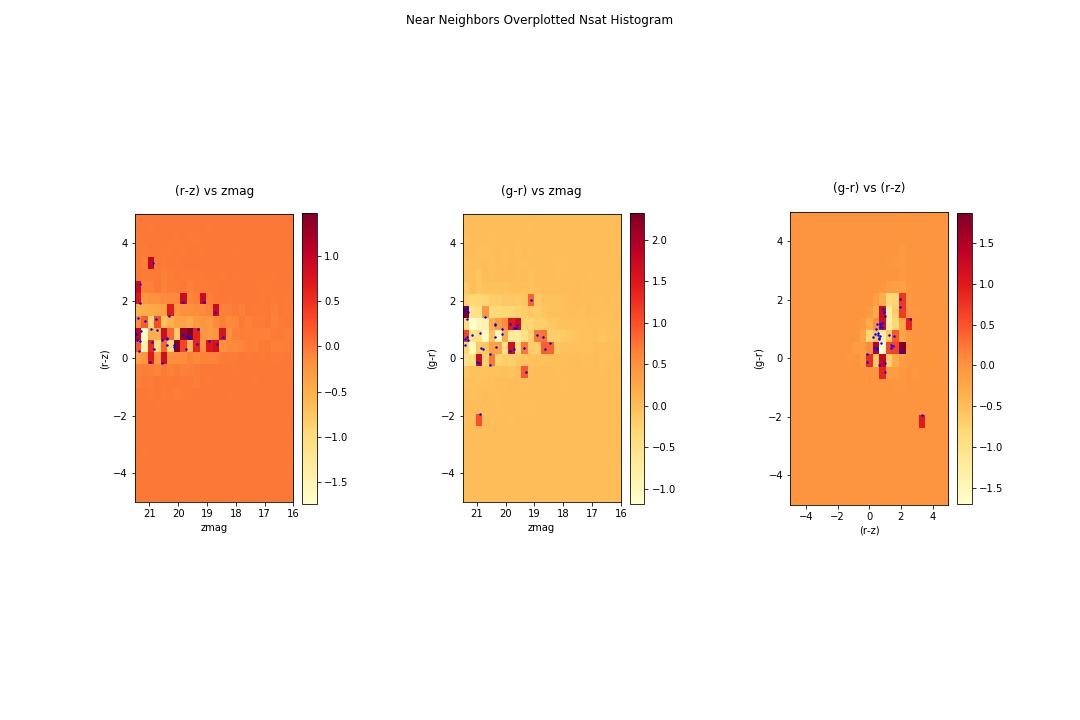 Near Neighbors Overplotted Nsat Histogram
(r-z) vs zmag
4
2
0
−2
−4
(r-z)
21 20 19 18 17 16
zmag
1.0
0.5
0.0
−0.5
−1.0
−1.5
(g-r) vs zmag
4
2
0
−2
−4
(g-r)
21 20 19 18 17 16
zmag
2.0
1.5
1.0
0.5
0.0
−0.5
−1.0
(g-r) vs (r-z)
4
2
0
−2
−4
(g-r)
−4 −2 0 2 4
(r-z)
1.5
1.0
0.5
0.0
−0.5
−1.0
−1.5